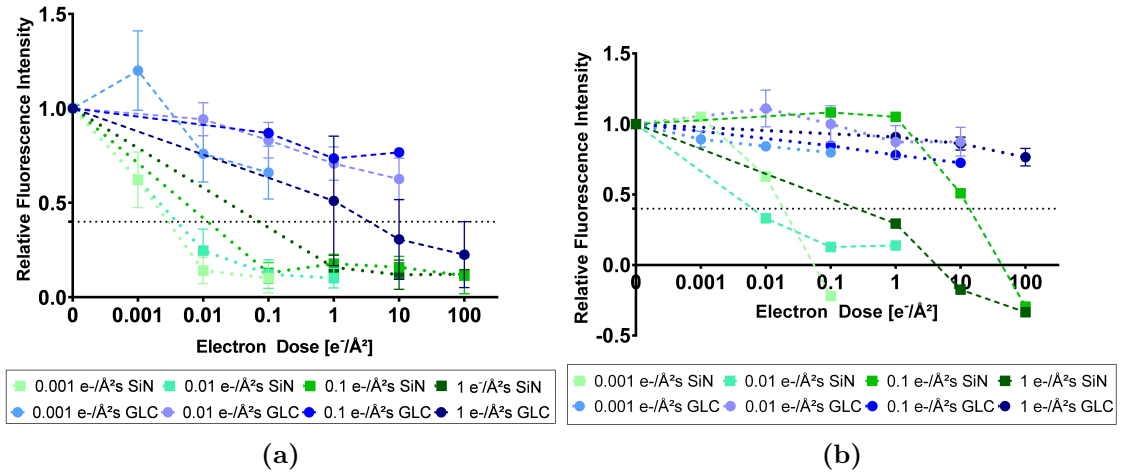 1.5
1.0
0.5
0.0
Relative Fluorescence Intensity
0 0.001 0.01 0.1 1 10 100
Electron Dose [e⁻/Å²]
0.001 e-/Å²s SiN 0.01 e-/Å²s SiN 0.1 e-/Å²s SiN 1 e⁻/Å²s SiN
0.001 e-/Å²s GLC 0.01 e-/Å²s GLC 0.1 e-/Å²s GLC 1 e-/Å²s GLC
(a)
1.5
1.0
0.5
0.0
-0.5
Relative Fluorescence Intensity
0 0.001 0.01 0.1 1 10 100
Electron Dose [e⁻/Å²]
0.001 e-/Å²s SiN 0.01 e-/Å²s SiN 0.1 e-/Å²s SiN 1 e-/Å²s SiN
0.001 e-/Å²s GLC 0.01 e-/Å²s GLC 0.1 e-/Å²s GLC 1 e-/Å²s GLC
(b)